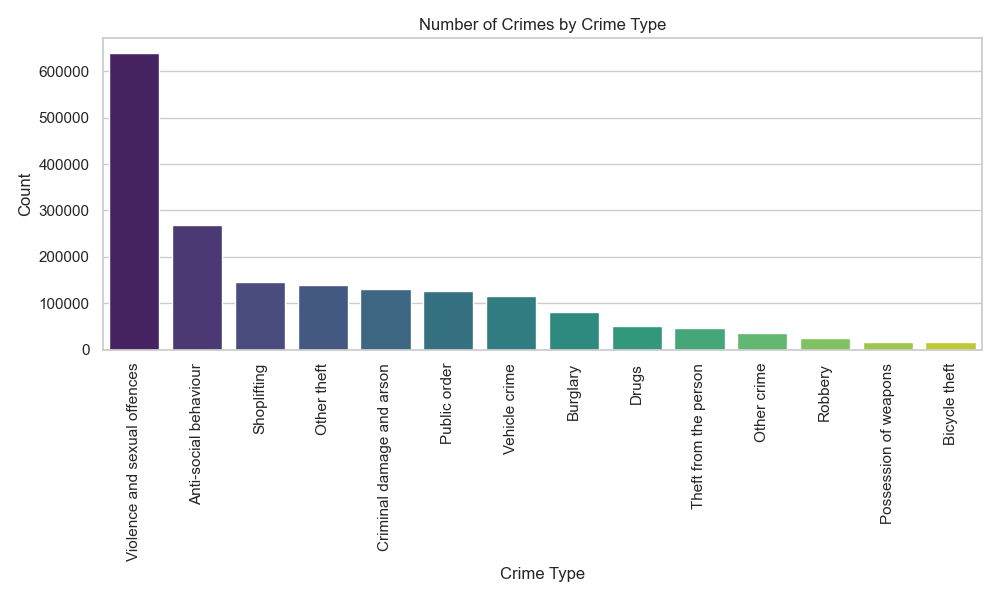 Number of Crimes by Crime Type
Count
600000
500000
400000
300000
200000
100000
0
Violence and sexual offences
Anti-social behaviour
Shoplifting
Other theft
Criminal damage and arson
Public order
Vehicle crime
Burglary
Drugs
Theft from the person
Other crime
Robbery
Possession of weapons
Bicycle theft
Crime Type